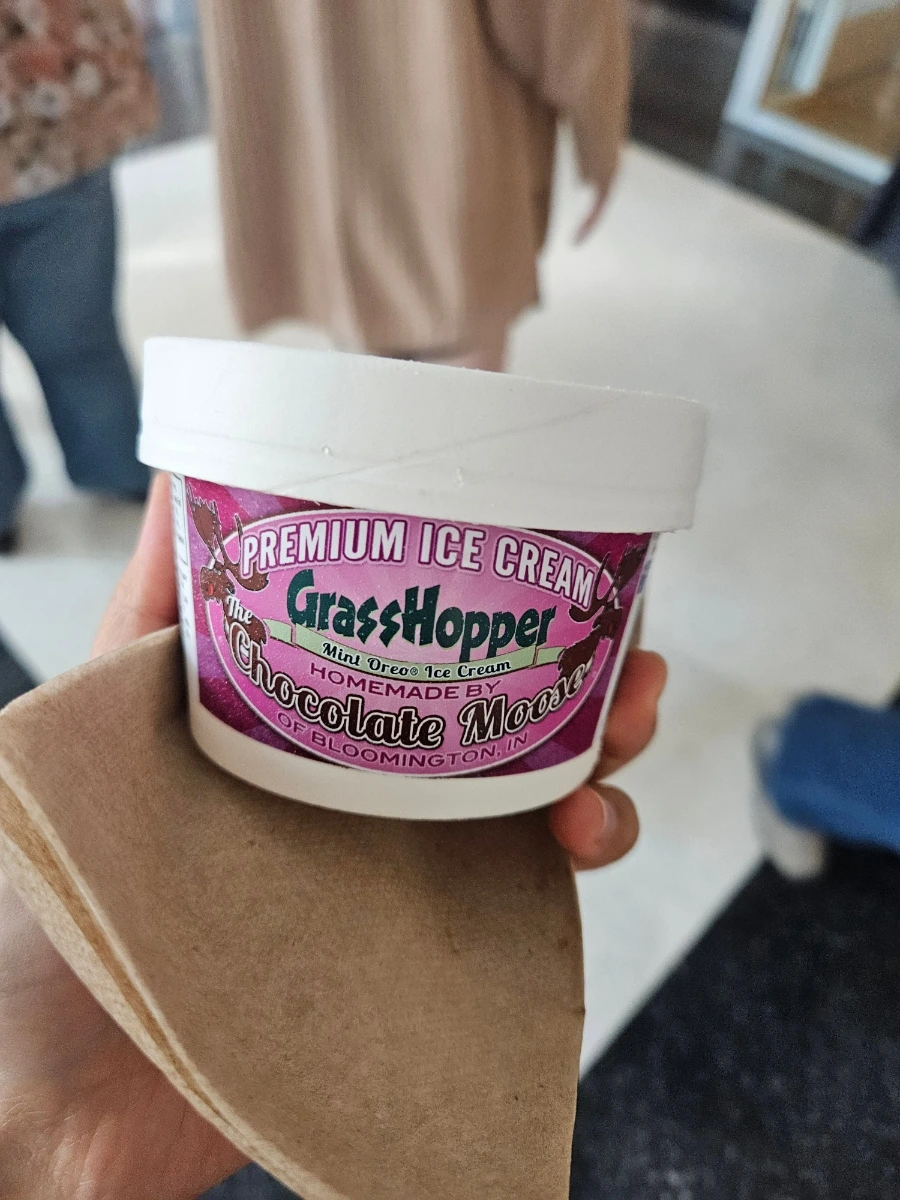 PREMIUM ICE CREAM
GrassHopper
Mint Oreo® Ice Cream
HOMEMADE BY
The
Chocolate Moose
OF BLOOMINGTON, IN